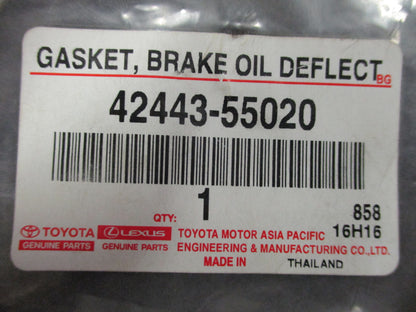 GASKET, BRAKE OIL DEFLECT BG
42443-55020
QTY: 1 858
TOYOTA LEXUS TOYOTA MOTOR ASIA PACIFIC 16H16
GENUINE PARTS GENUINE PARTS ENGINEERING & MANUFACTURING CO.,LTD.
MADE IN THAILAND